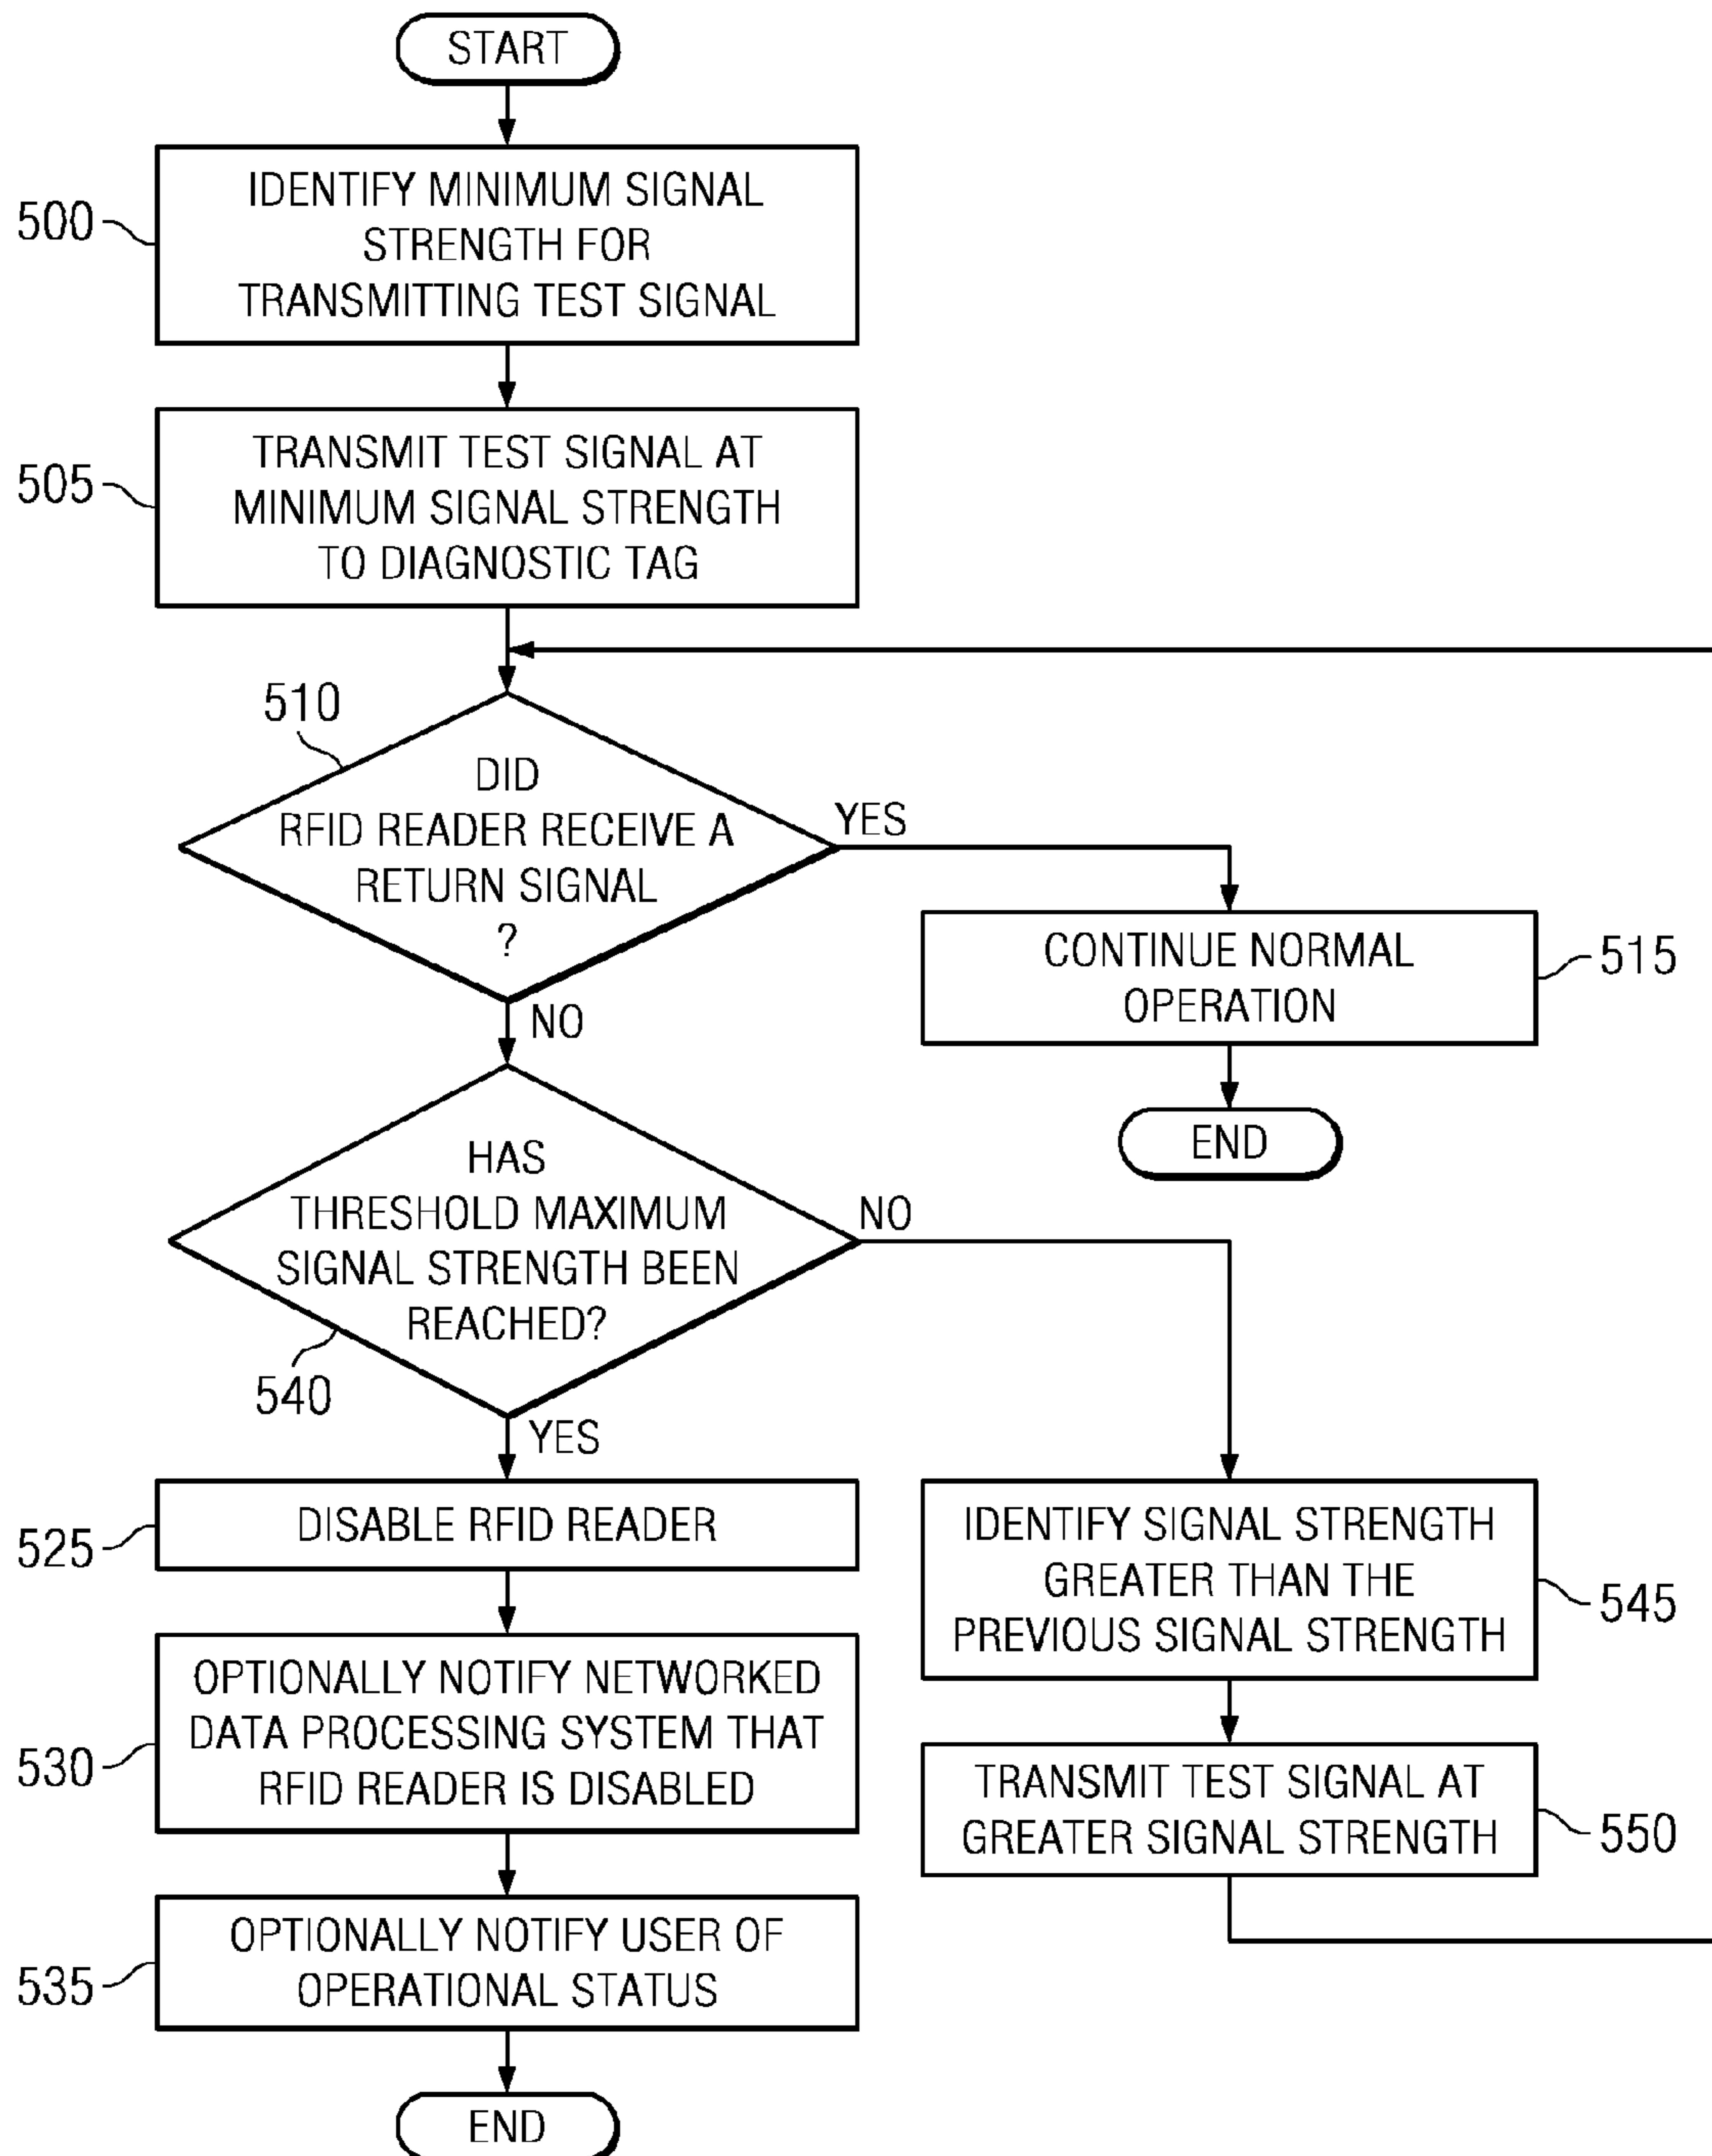 START
500
IDENTIFY MINIMUM SIGNAL
STRENGTH FOR
TRANSMITTING TEST SIGNAL
505
TRANSMIT TEST SIGNAL AT
MINIMUM SIGNAL STRENGTH
TO DIAGNOSTIC TAG
510
DID
RFID READER RECEIVE A
RETURN SIGNAL
?
YES
NO
CONTINUE NORMAL
OPERATION
515
END
HAS
THRESHOLD MAXIMUM
SIGNAL STRENGTH BEEN
REACHED?
540
NO
YES
525
DISABLE RFID READER
530
OPTIONALLY NOTIFY NETWORKED
DATA PROCESSING SYSTEM THAT
RFID READER IS DISABLED
535
OPTIONALLY NOTIFY USER OF
OPERATIONAL STATUS
END
IDENTIFY SIGNAL STRENGTH
GREATER THAN THE
PREVIOUS SIGNAL STRENGTH
545
TRANSMIT TEST SIGNAL AT
GREATER SIGNAL STRENGTH
550